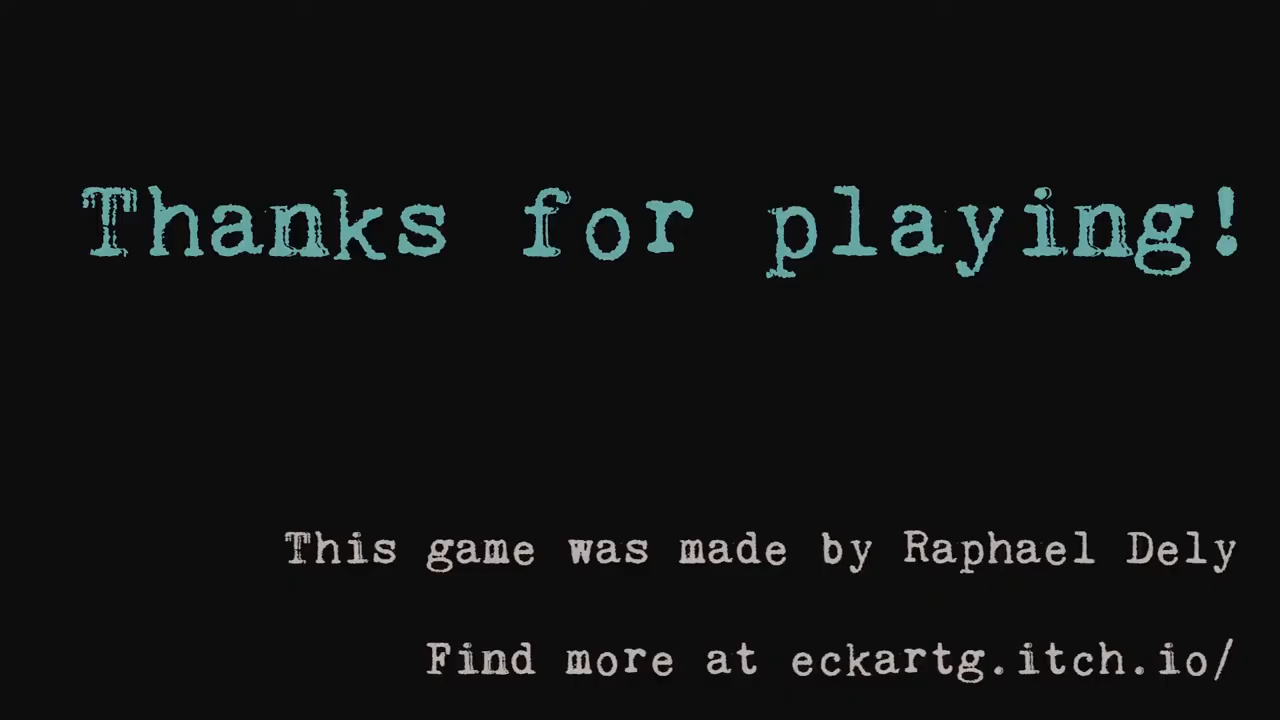 Thanks for playing!
This game was made by Raphael Dely
Find more at eckartg.itch.io/